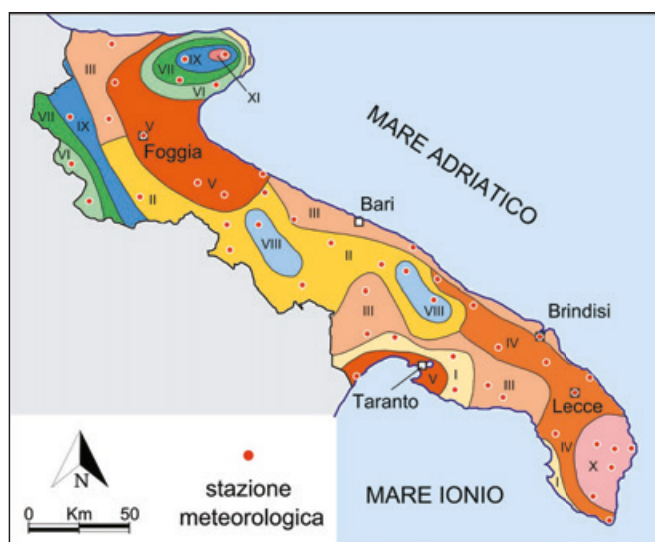 III
VII
IX
I
VI
XI
VII
IX
V
Foggia
VI
V
II
MARE ADRIATICO
III
Bari
VIII
II
VIII
III
Brindisi
IV
I
V
III
Taranto
Lecce
IV
X
I
N
0 Km 50
stazione
meteorologica
MARE IONIO